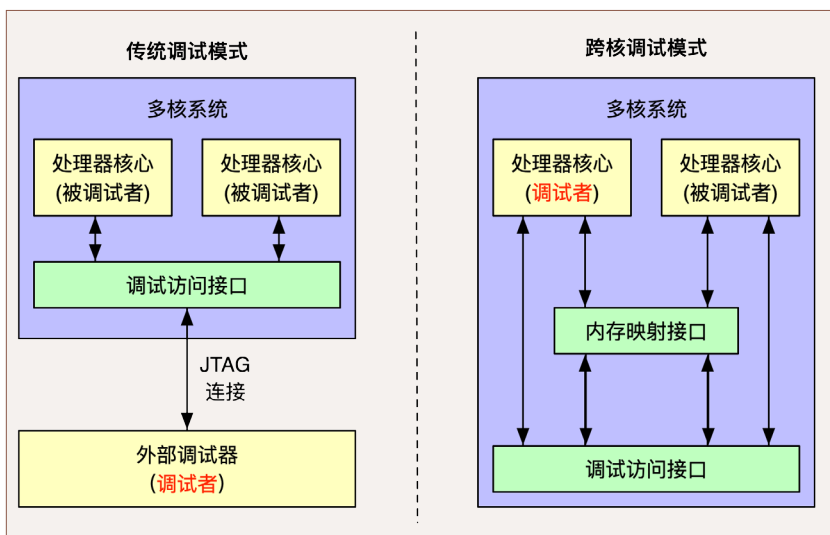 传统调试模式
多核系统
处理器核心
(被调试者)
处理器核心
(被调试者)
调试访问接口
JTAG
连接
外部调试器
(调试者)
跨核调试模式
多核系统
处理器核心
(调试者)
处理器核心
(被调试者)
内存映射接口
调试访问接口